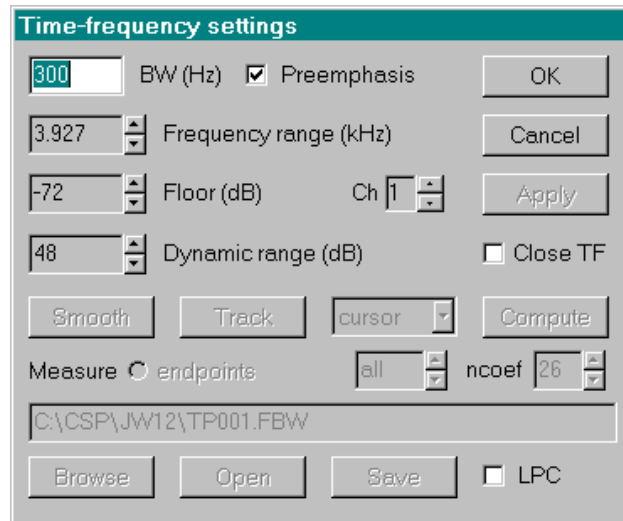 Time-frequency settings
300 BW (Hz) Preemphasis OK
3.927 Frequency range (kHz) Cancel
-72 Floor (dB) Ch 1 Apply
48 Dynamic range (dB) Close TF
Smooth Track cursor Compute
Measure endpoints all ncoef 26
C:\CSP\JW12\TP001.FBW
Browse Open Save LPC